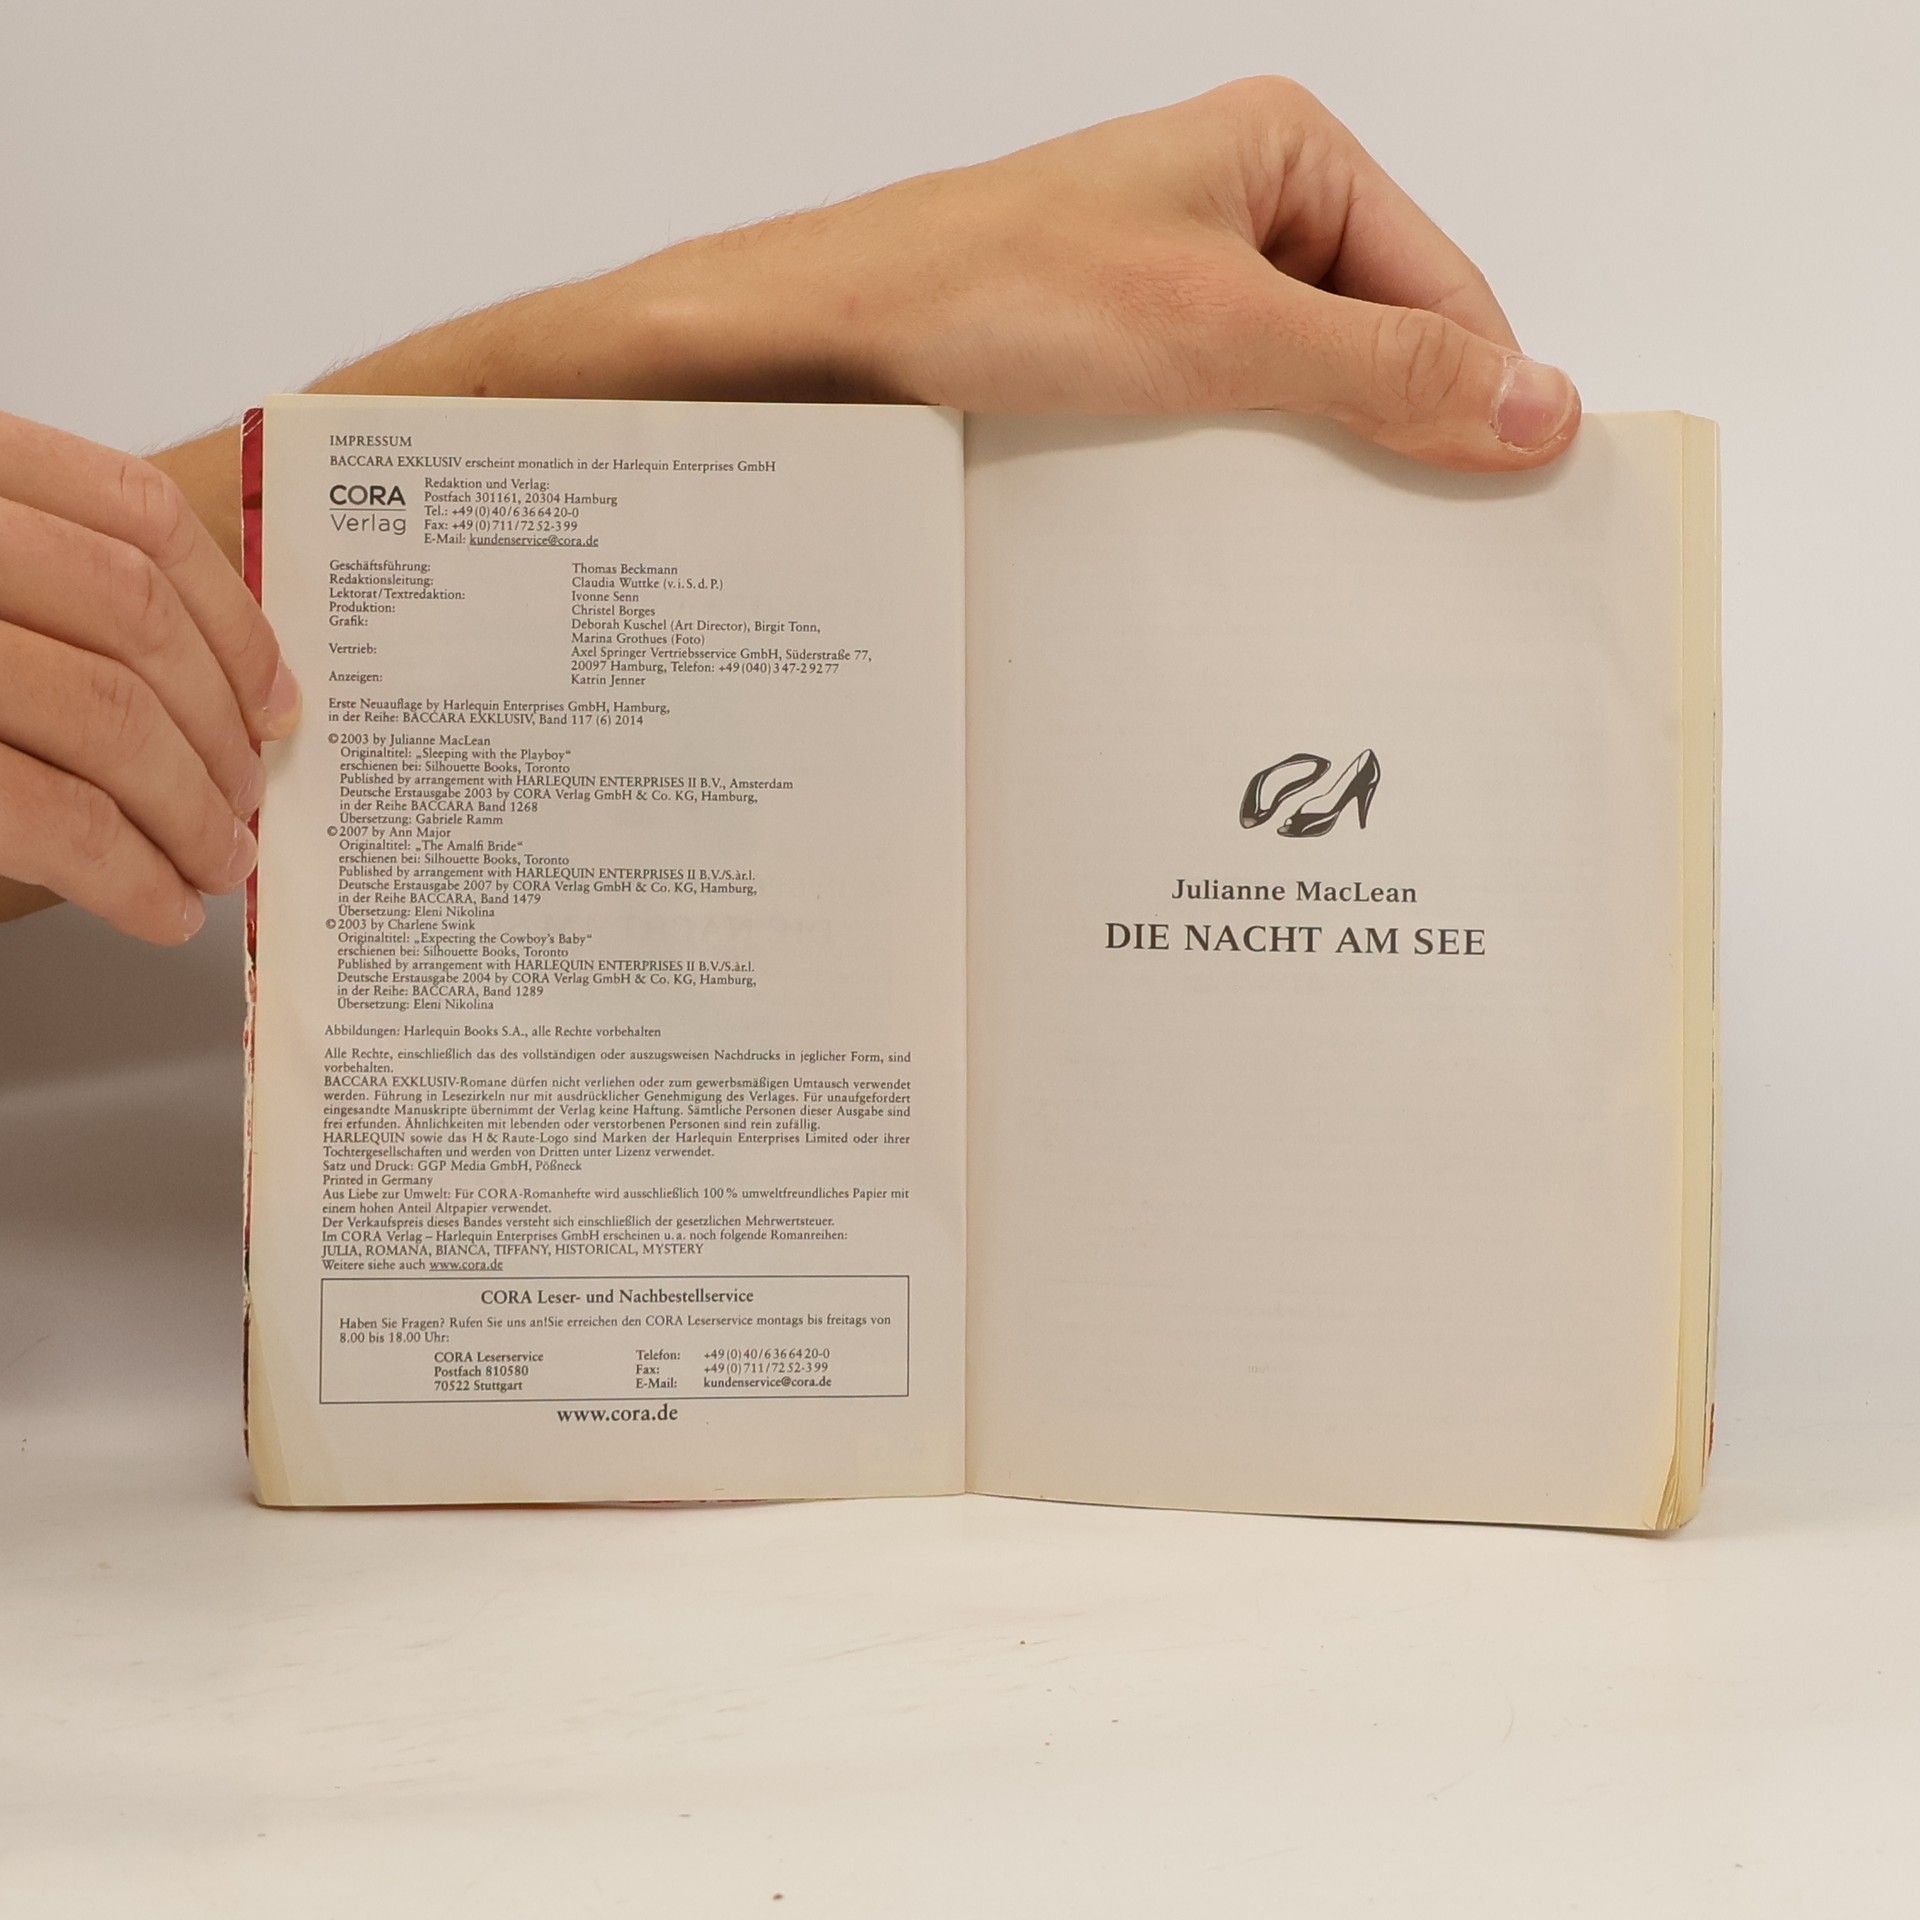 IMPRESSUM
BACCARA EXKLUSIV erscheint monatlich in der Harlequin Enterprises GmbH
CORA
Verlag
Redaktion und Verlag:
Postfach 301161, 20304 Hamburg
Tel.: +49(0)40/636 64 20-0
Fax: +49(0)711/72 52-399
E-Mail: kundenservice@cora.de
Geschäftsführung: Thomas Beckmann
Redaktionsleitung: Claudia Wuttke (v.i.S.d.P.)
Lektorat/Textredaktion: Ivonne Senn
Produktion: Christel Borges
Grafik: Deborah Kuschel (Art Director), Birgit Tonn,
Marina Grothues (Foto)
Vertrieb: Axel Springer Vertriebsservice GmbH, Süderstraße 77,
20097 Hamburg, Telefon: +49(040)347-29277
Anzeigen: Katrin Jenner
Erste Neuauflage by Harlequin Enterprises GmbH, Hamburg,
in der Reihe: BACCARA EXKLUSIV, Band 117 (6) 2014
©2003 by Julianne MacLean
Originaltitel: „Sleeping with the Playboy“
erschienen bei: Silhouette Books, Toronto
Published by arrangement with HARLEQUIN ENTERPRISES II B.V., Amsterdam
Deutsche Erstausgabe 2003 by CORA Verlag GmbH & Co. KG, Hamburg,
in der Reihe BACCARA Band 1268
Übersetzung: Gabriele Ramm
©2007 by Ann Major
Originaltitel: „The Amalfi Bride“
erschienen bei: Silhouette Books, Toronto
Published by arrangement with HARLEQUIN ENTERPRISES II B.V./S.àr.l.
Deutsche Erstausgabe 2007 by CORA Verlag GmbH & Co. KG, Hamburg,
in der Reihe BACCARA, Band 1479
Übersetzung: Eleni Nikolina
©2003 by Charlene Swink
Originaltitel: „Expecting the Cowboy's Baby“
erschienen bei: Silhouette Books, Toronto
Published by arrangement with HARLEQUIN ENTERPRISES II B.V./S.àr.l.
Deutsche Erstausgabe 2004 by CORA Verlag GmbH & Co. KG, Hamburg,
in der Reihe: BACCARA, Band 1289
Übersetzung: Eleni Nikolina
Abbildungen: Harlequin Books S.A., alle Rechte vorbehalten
Alle Rechte, einschließlich das des vollständigen oder auszugsweisen Nachdrucks in jeglicher Form, sind
vorbehalten.
BACCARA EXKLUSIV-Romane dürfen nicht verliehen oder zum gewerbsmäßigen Umtausch verwendet
werden. Führung in Lesezirkeln nur mit ausdrücklicher Genehmigung des Verlages. Für unaufgefordert
eingesandte Manuskripte übernimmt der Verlag keine Haftung. Sämtliche Personen dieser Ausgabe sind
frei erfunden. Ähnlichkeiten mit lebenden oder verstorbenen Personen sind rein zufällig.
HARLEQUIN sowie das H & Raute-Logo sind Marken der Harlequin Enterprises Limited oder ihrer
Tochtergesellschaften und werden von Dritten unter Lizenz verwendet.
Satz und Druck: GGP Media GmbH, Pößneck
Printed in Germany
Aus Liebe zur Umwelt: Für CORA-Romanhefte wird ausschließlich 100% umweltfreundliches Papier mit
einem hohen Anteil Altpapier verwendet.
Der Verkaufspreis dieses Bandes versteht sich einschließlich der gesetzlichen Mehrwertsteuer.
Im CORA Verlag – Harlequin Enterprises GmbH erscheinen u.a. noch folgende Romanreihen:
JULIA, ROMANA, BIANCA, TIFFANY, HISTORICAL, MYSTERY
Weitere siehe auch www.cora.de
CORA Leser- und Nachbestellservice
Haben Sie Fragen? Rufen Sie uns an!Sie erreichen den CORA Leserservice montags bis freitags von
8.00 bis 18.00 Uhr:
CORA Leserservice Telefon: +49(0)40/636 64 20-0
Postfach 810580 Fax: +49(0)711/72 52-399
70522 Stuttgart E-Mail: kundenservice@cora.de
www.cora.de
Julianne MacLean
DIE NACHT AM SEE